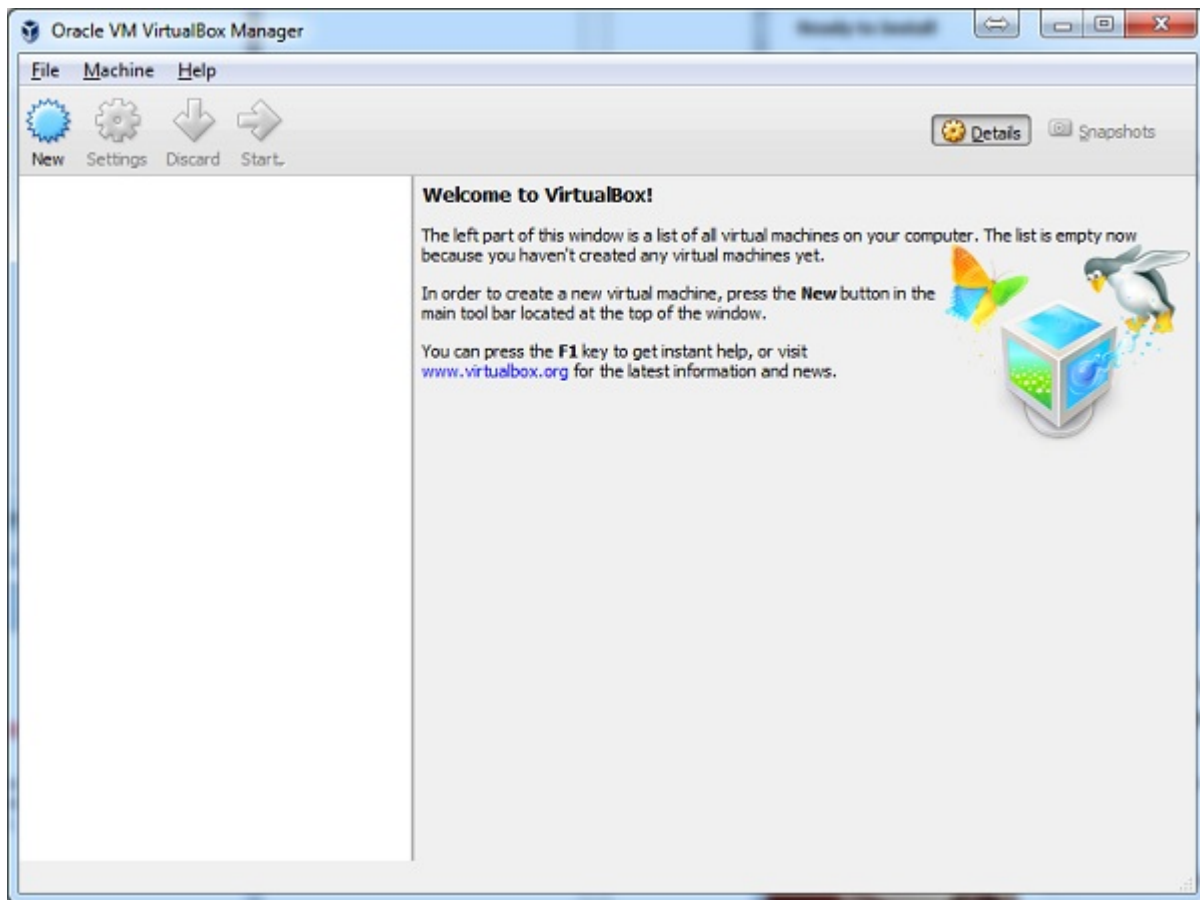 Oracle VM VirtualBox Manager
Ready to Install
File Machine Help
New Settings Discard Start
Details Snapshots
Welcome to VirtualBox!
The left part of this window is a list of all virtual machines on your computer. The list is empty now
because you haven't created any virtual machines yet.
In order to create a new virtual machine, press the New button in the
main tool bar located at the top of the window.
You can press the F1 key to get instant help, or visit
www.virtualbox.org for the latest information and news.